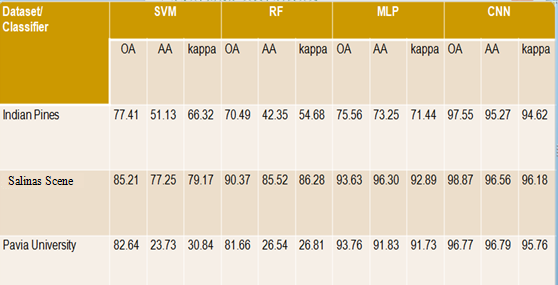 Dataset/ SVM RF MLP CNN
Classifier
OA AA kappa OA AA kappa OA AA kappa OA AA kappa
Indian Pines 77.41 51.13 66.32 70.49 42.35 54.68 75.56 73.25 71.44 97.55 95.27 94.62
Salinas Scene 85.21 77.25 79.17 90.37 85.52 86.28 93.63 96.30 92.89 98.87 96.56 96.18
Pavia University 82.64 23.73 30.84 81.66 26.54 26.81 93.76 91.83 91.73 96.77 96.79 95.76